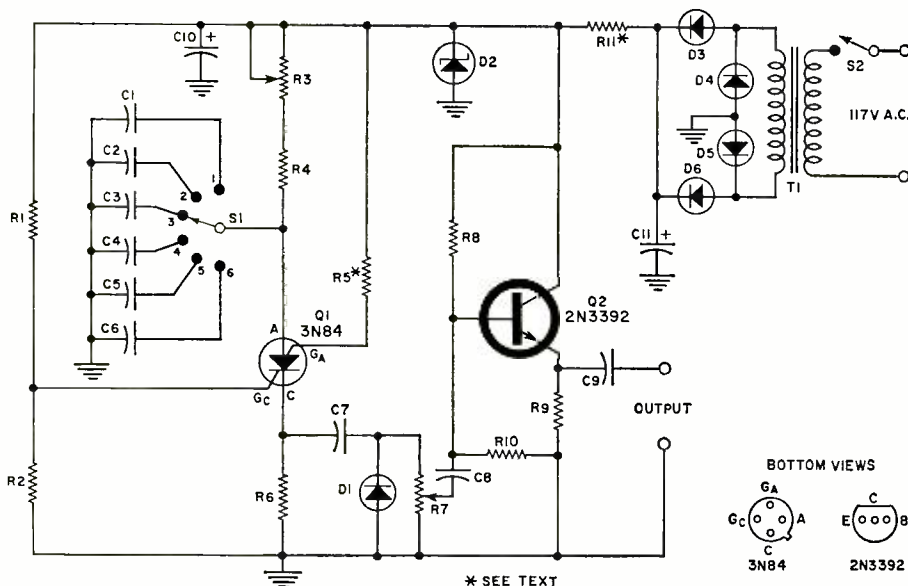 C10 +
R3
D2
R11*
D3
D4
S2
117V A.C.
D5
T1
D6
C1
C2
C3
C4
C5
C6
1
2
3
4
5
6
S1
R4
R1
R5*
R8
C11 +
Q1
3N84
A
GA
GC
C
Q2
2N3392
C9
R9
OUTPUT
C7
R2
R6
D1
R7
C8
R10
BOTTOM VIEWS
GA
GC
A
C
3N84
C
E
B
2N3392
* SEE TEXT